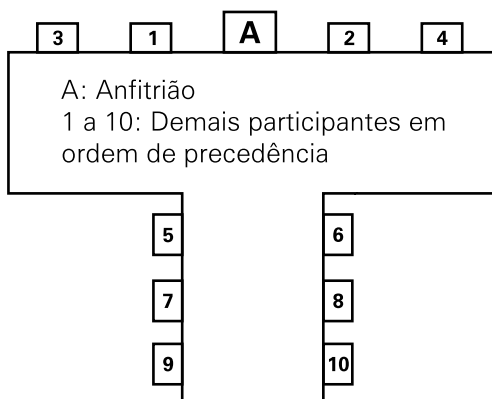 3 1 A 2 4
A: Anfitrião
1 a 10: Demais participantes em
ordem de precedência
5 6
7 8
9 10